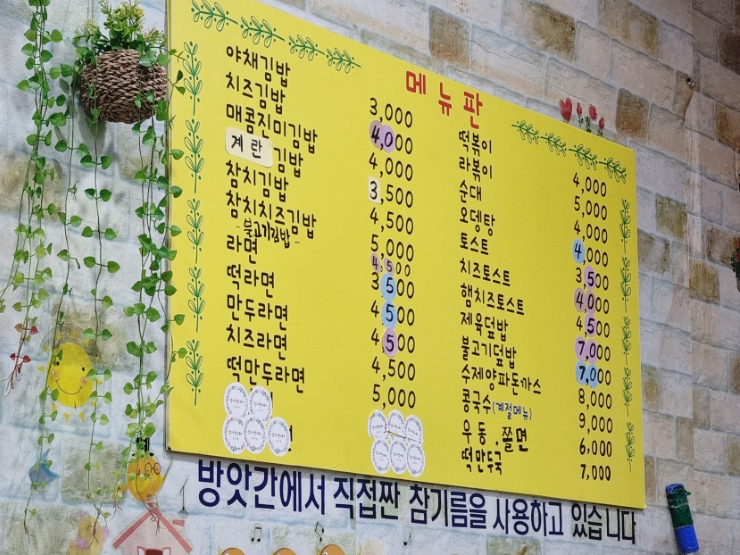 메뉴판
야채김밥 3,000
치즈김밥 4,000
매콤진미김밥 4,000
계란김밥 3,500
참치김밥 4,500
참치치즈김밥 5,000
-불고기김밥- 4,500
라면 3,500
떡라면 4,500
만두라면 4,500
치즈라면 4,500
떡만두라면 5,000
떡볶이 4,000
라볶이 5,000
순대 4,000
오뎅탕 4,000
토스트 3,500
치즈토스트 4,000
햄치즈토스트 4,500
제육덮밥 7,000
불고기덮밥 7,000
수제양파돈까스 8,000
콩국수(계절메뉴) 9,000
우동.쫄면 6,000
떡만두국 7,000
방앗간에서 직접짠 참기름을 사용하고 있습니다